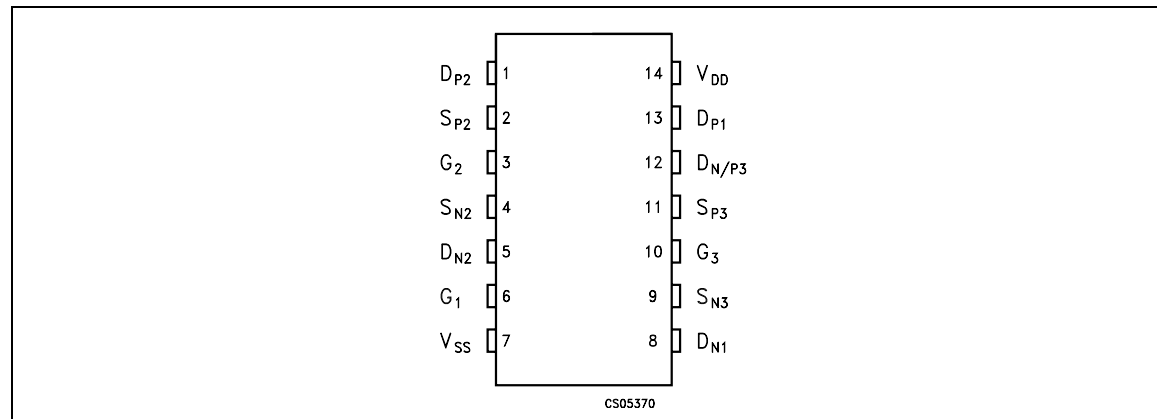 D_P2 1 14 V_DD
S_P2 2 13 D_P1
G_2 3 12 D_N/P3
S_N2 4 11 S_P3
D_N2 5 10 G_3
G_1 6 9 S_N3
V_SS 7 8 D_N1
CS05370